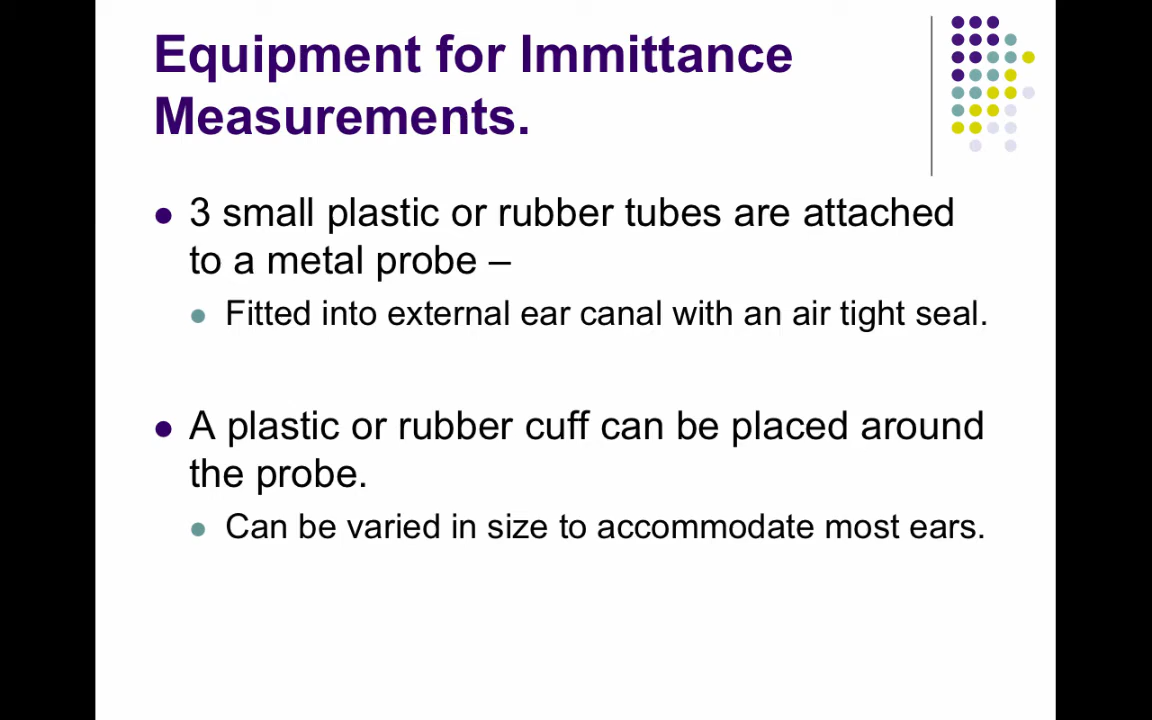 Equipment for Immittance
Measurements.
3 small plastic or rubber tubes are attached
to a metal probe –
Fitted into external ear canal with an air tight seal.
A plastic or rubber cuff can be placed around
the probe.
Can be varied in size to accommodate most ears.